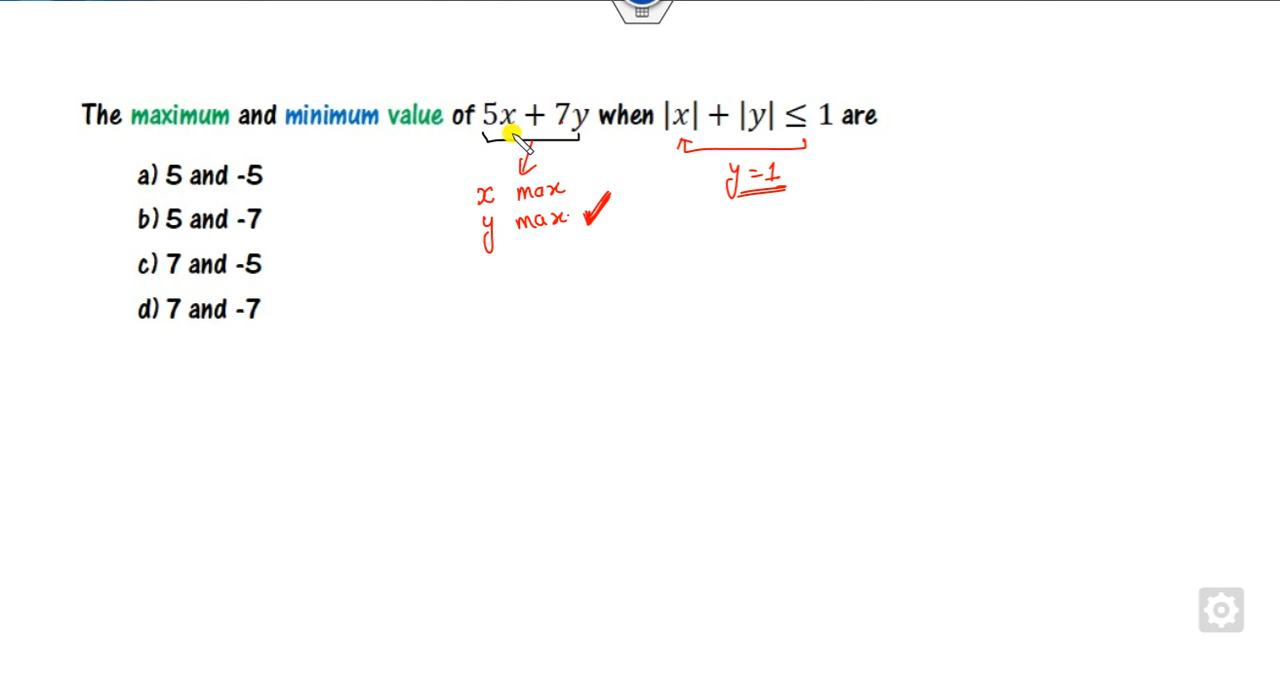 The maximum and minimum value of 5x + 7y when |x| + |y| ≤ 1 are
a) 5 and -5
b) 5 and -7
c) 7 and -5
d) 7 and -7
x max
y max.
y = 1